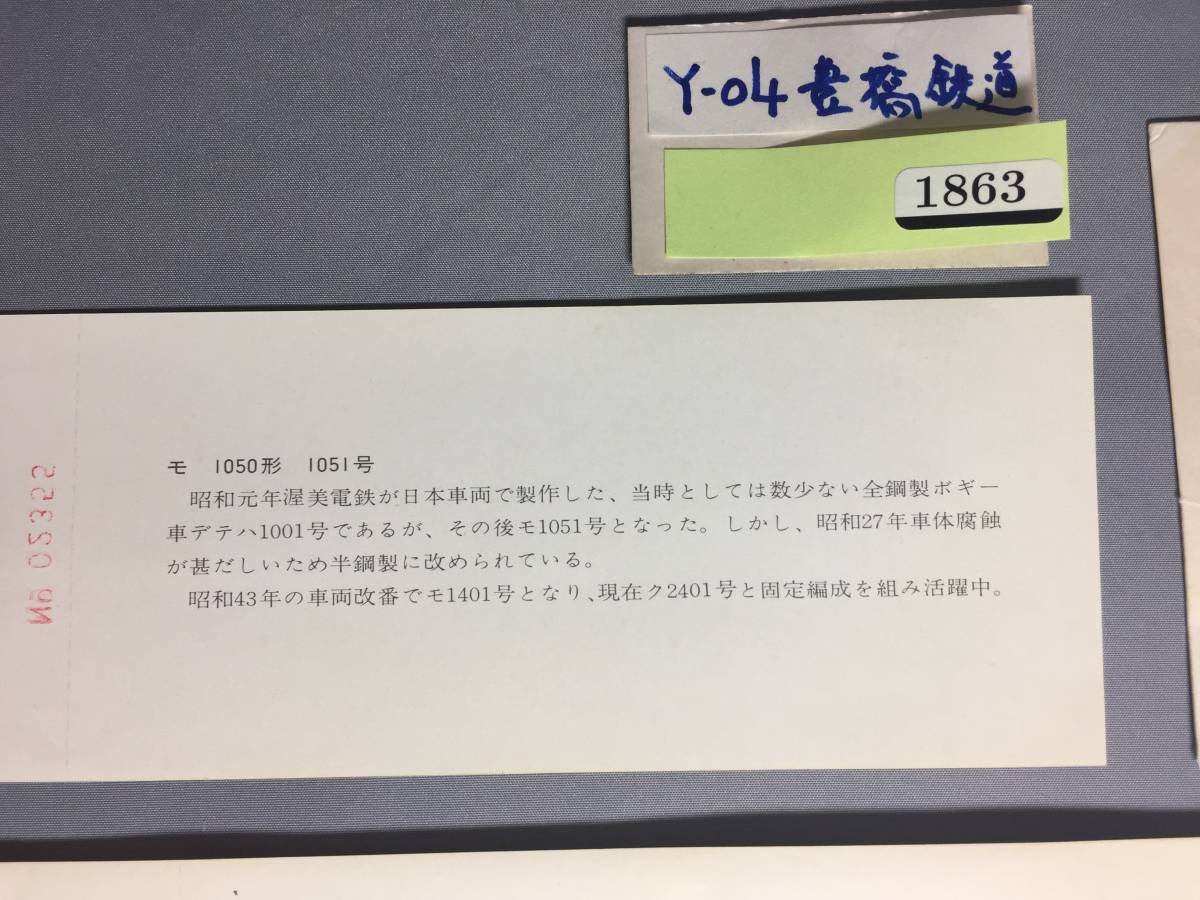 Y-04豊橋鉄道
1863
モ 1050形 1051号
昭和元年渥美電鉄が日本車両で製作した、当時としては数少ない全鋼製ボギー
車デテハ1001号であるが、その後モ1051号となった。しかし、昭和27年車体腐蝕
が甚だしいため半鋼製に改められている。
昭和43年の車両改番でモ1401号となり、現在ク2401号と固定編成を組み活躍中。